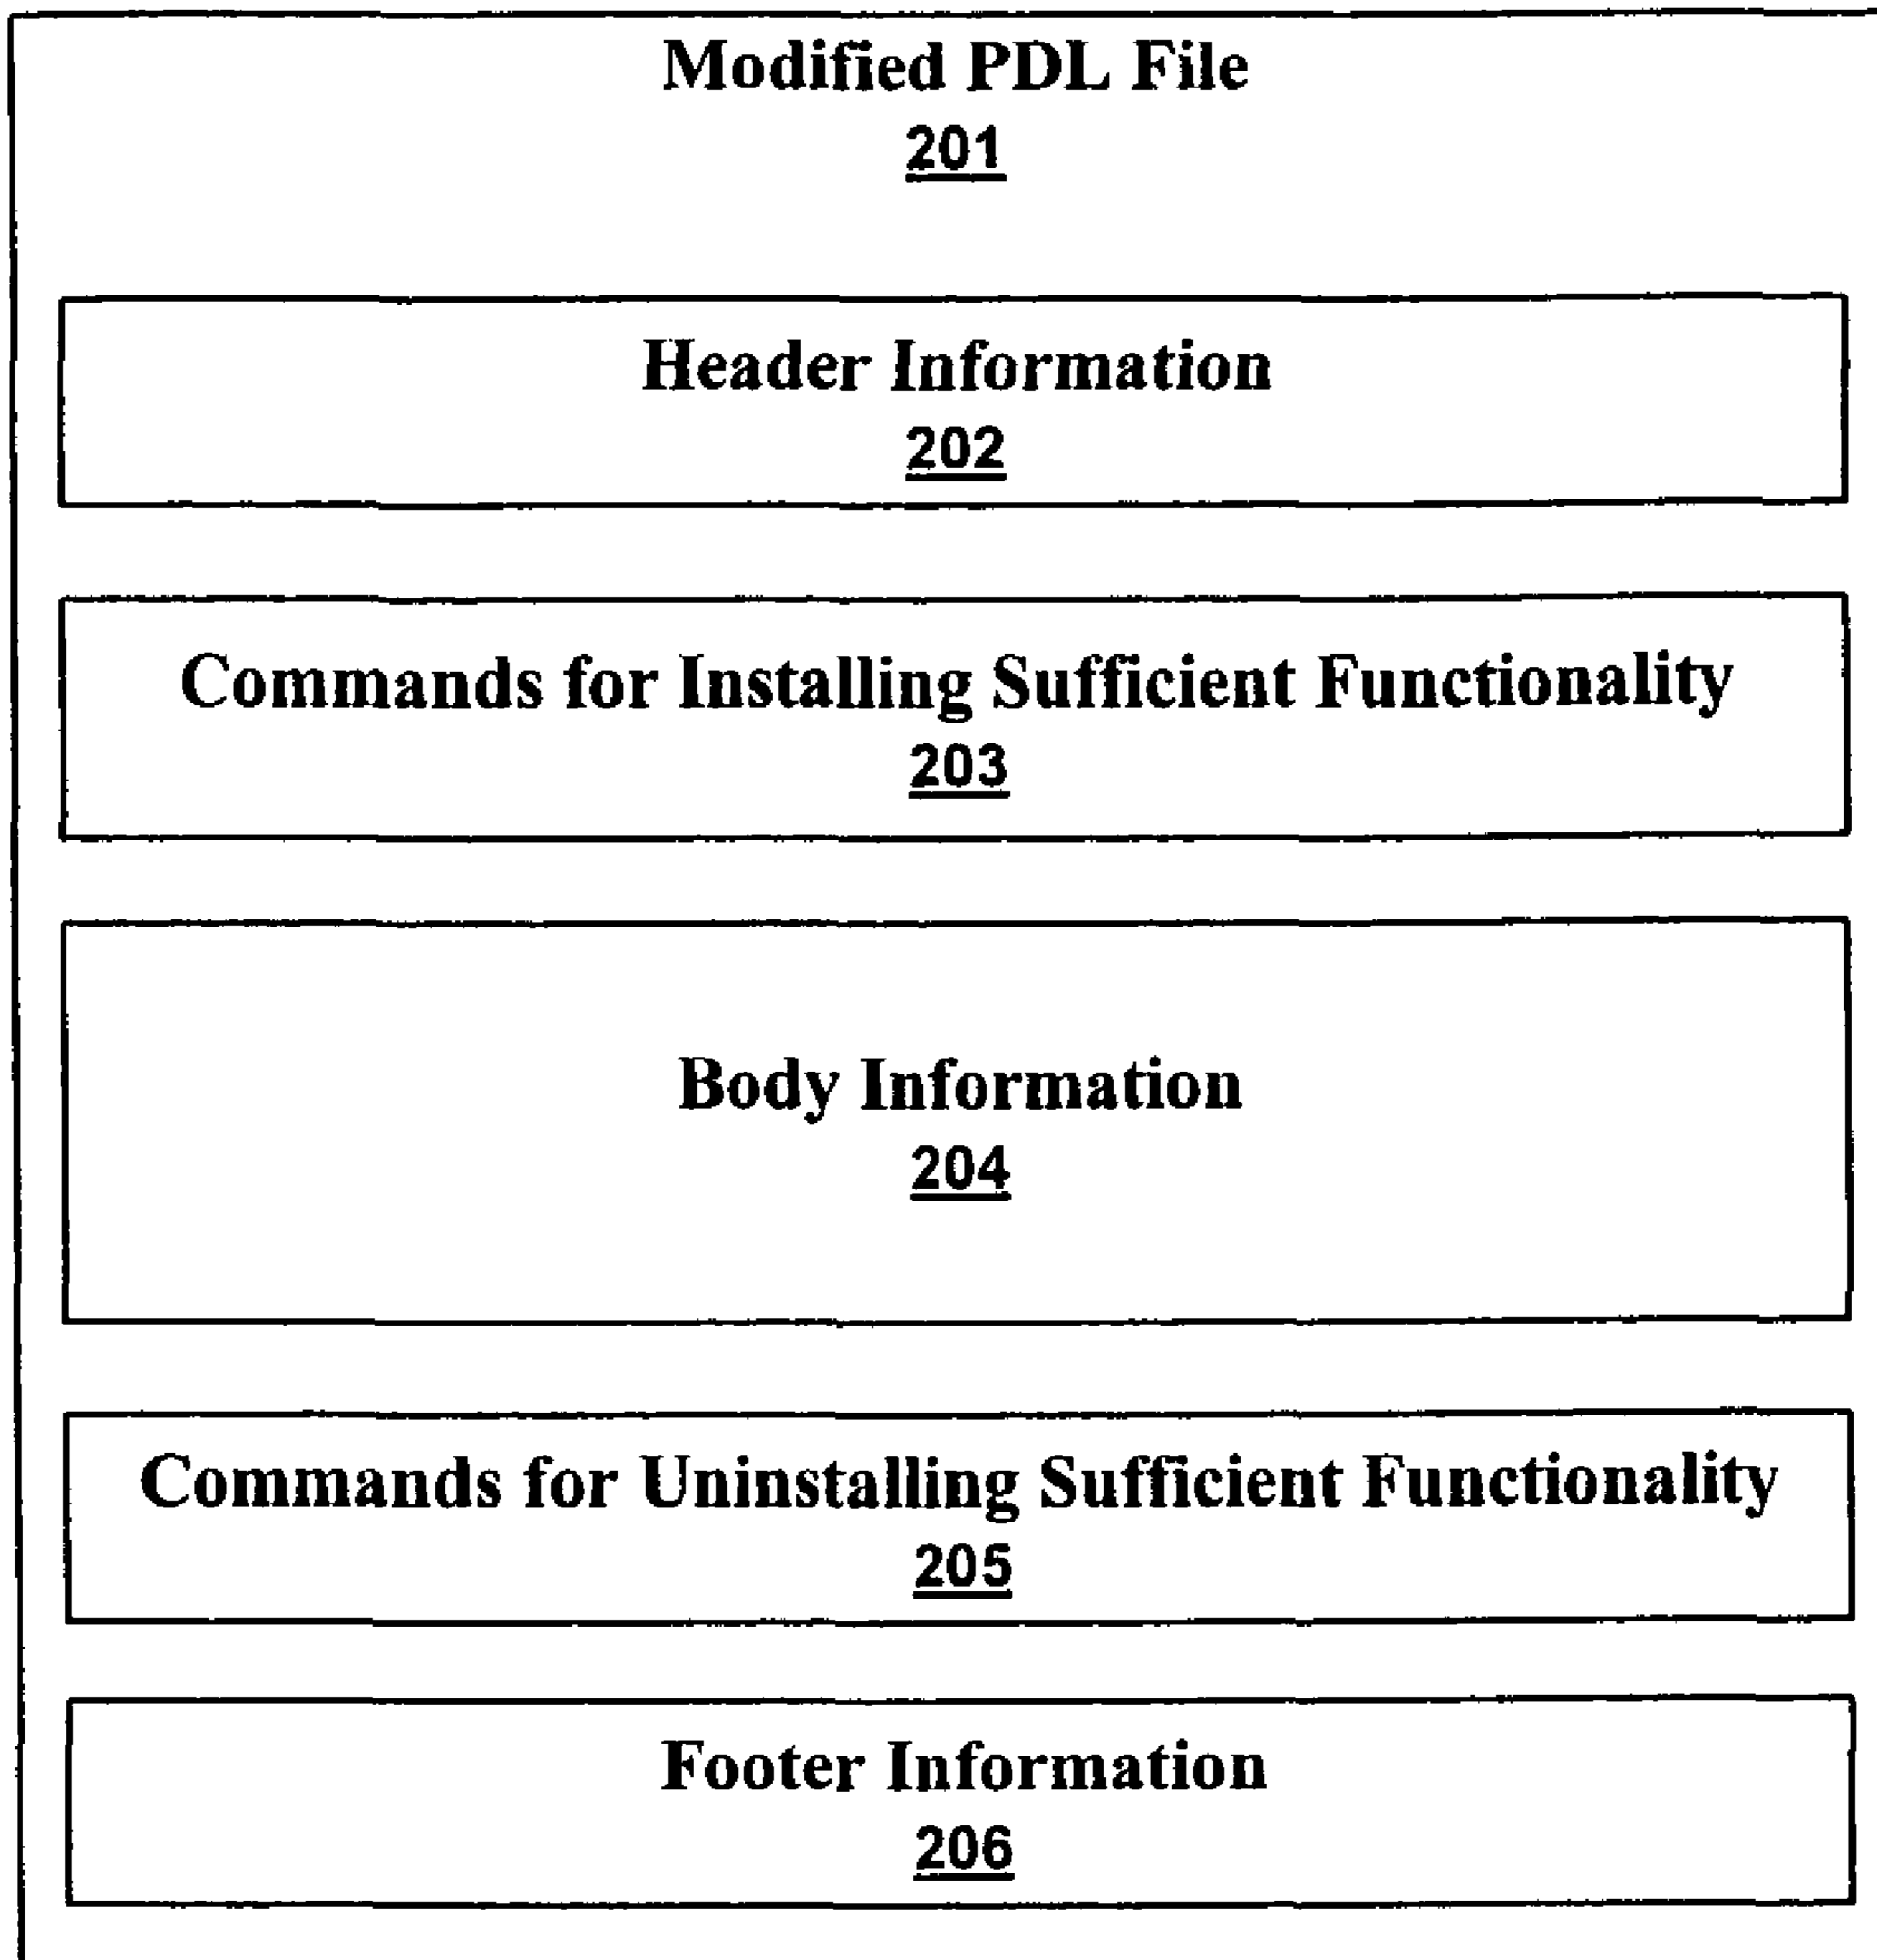 Modified PDL File
201
Header Information
202
Commands for Installing Sufficient Functionality
203
Body Information
204
Commands for Uninstalling Sufficient Functionality
205
Footer Information
206